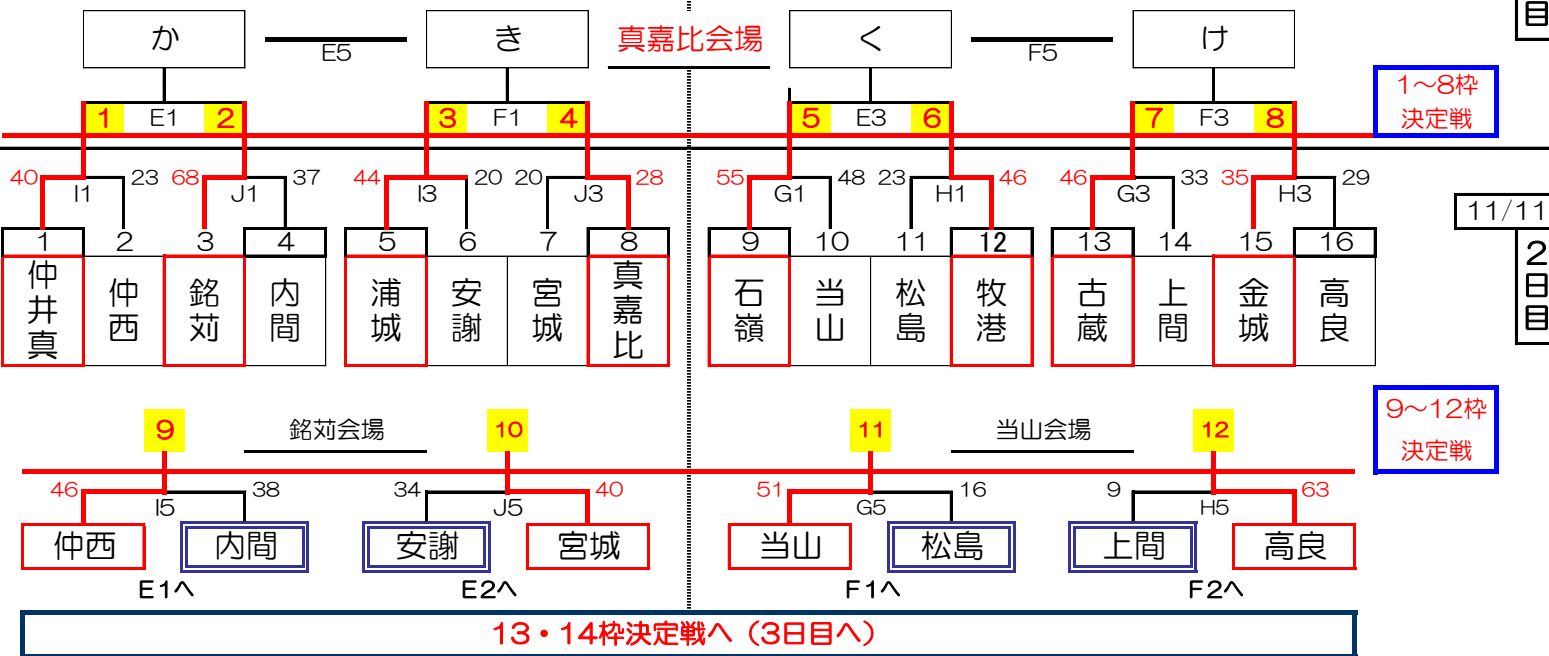 目
か E5 き 真嘉比会場 く F5 け
1～8枠
決定戦
1 E1 2 3 F1 4 5 E3 6 7 F3 8
40 I1 23 68 J1 37 44 I3 20 20 J3 28 55 G1 48 23 H1 46 46 G3 33 35 H3 29
11/11
2日目
1 2 3 4 5 6 7 8 9 10 11 12 13 14 15 16
仲井真 仲西 銘苅 内間 浦城 安謝 宮城 真嘉比 石嶺 当山 松島 牧港 古蔵 上間 金城 高良
9～12枠
決定戦
9 銘苅会場 10 11 当山会場 12
46 I5 38 34 J5 40 51 G5 16 9 H5 63
仲西 内間 安謝 宮城 当山 松島 上間 高良
E1へ E2へ F1へ F2へ
13・14枠決定戦へ（3日目へ）